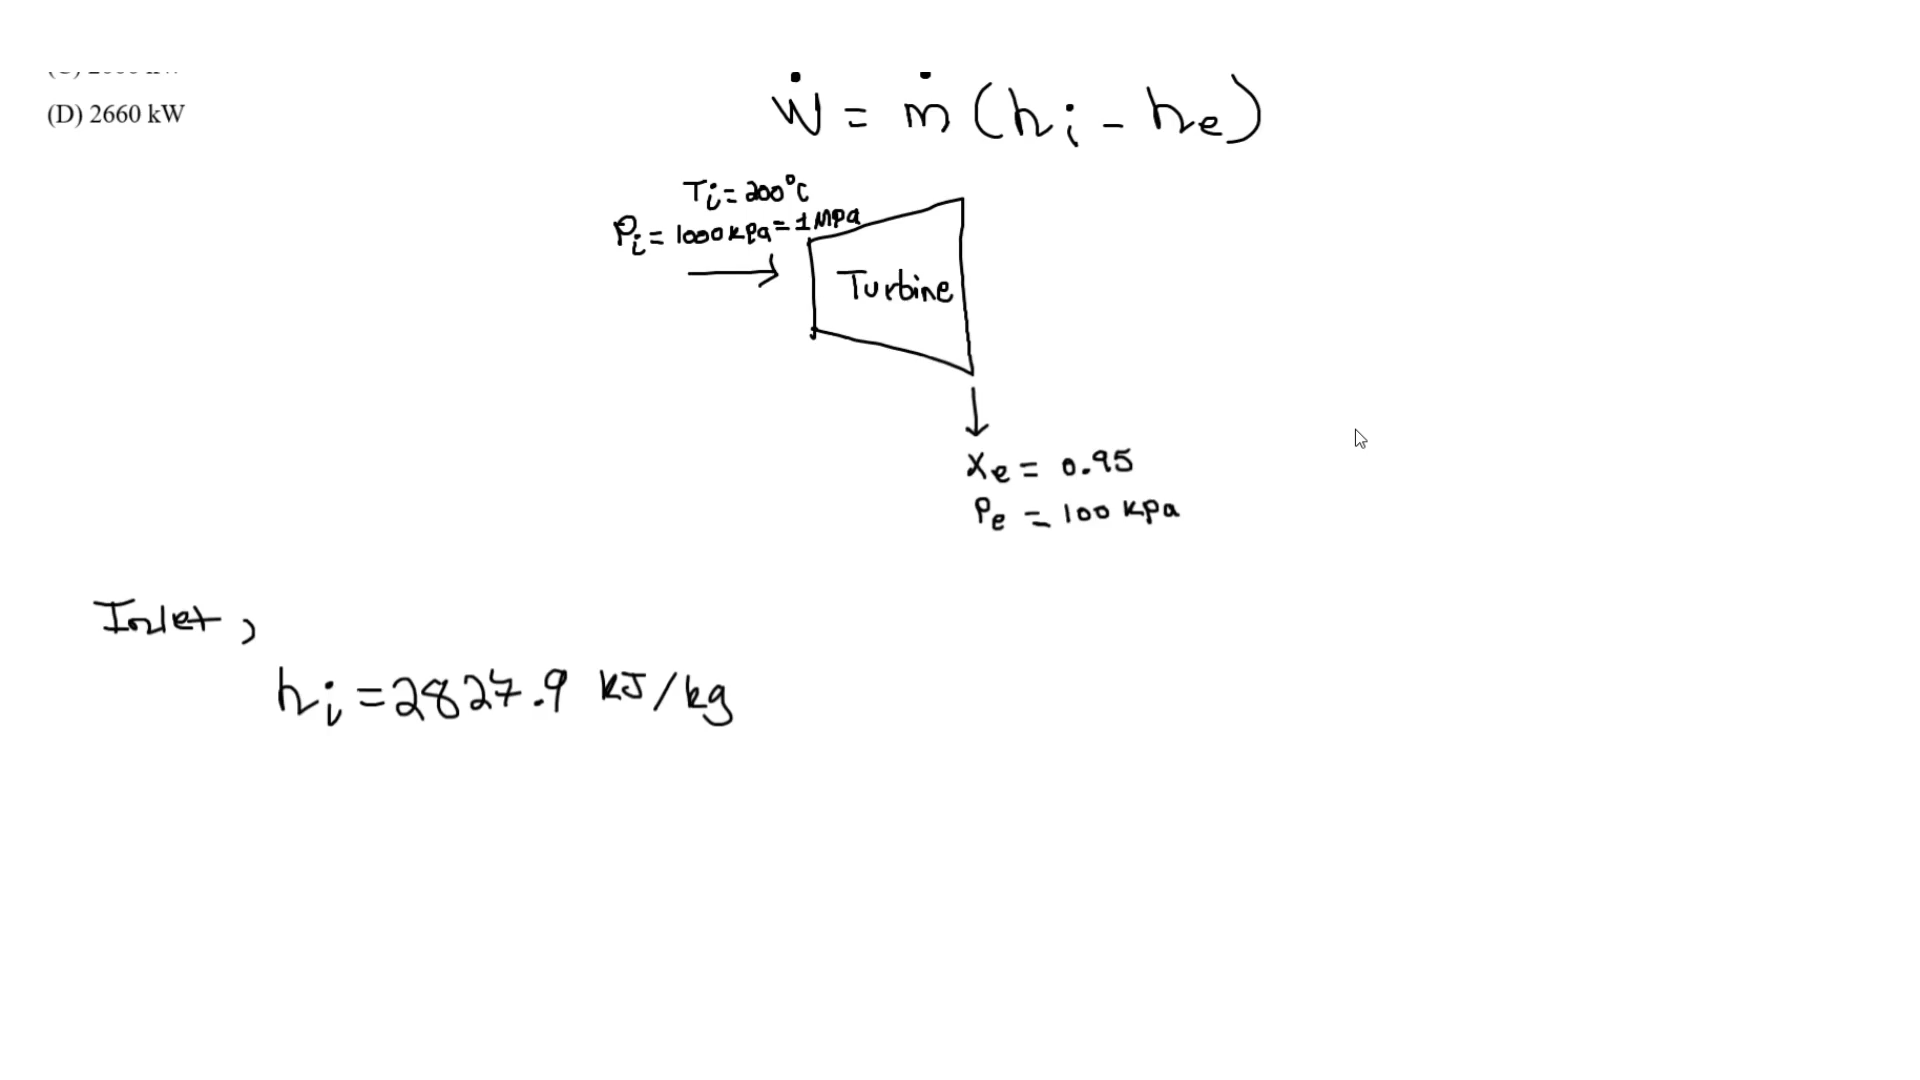 (D) 2660 kW
Ẇ = ṁ (hᵢ - hₑ)
Tᵢ = 200°C
Pᵢ = 1000 kPa = 1 MPa
Turbine
xₑ = 0.95
Pₑ = 100 kPa
Inlet,
hᵢ = 2827.9 kJ/kg